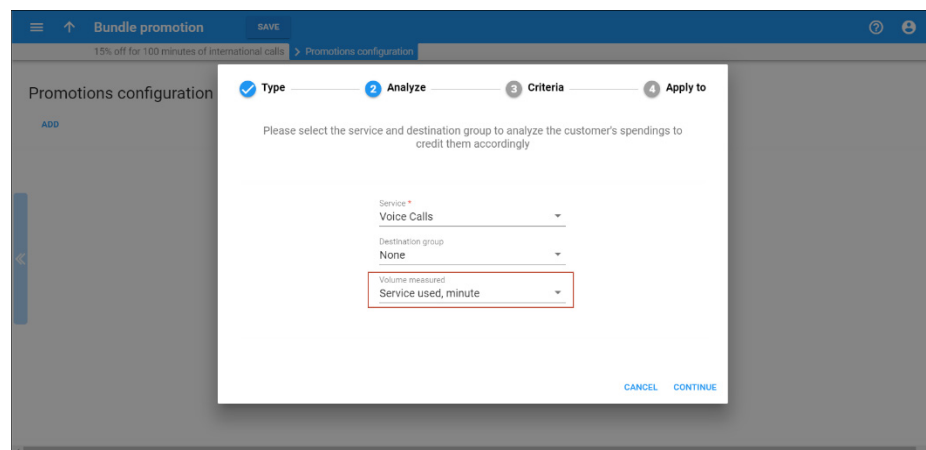 Bundle promotion SAVE
15% off for 100 minutes of international calls > Promotions configuration
Promotions configuration
ADD
Type 2 Analyze 3 Criteria 4 Apply to
Please select the service and destination group to analyze the customer's spendings to
credit them accordingly
Service *
Voice Calls
Destination group
None
Volume measured
Service used, minute
CANCEL CONTINUE